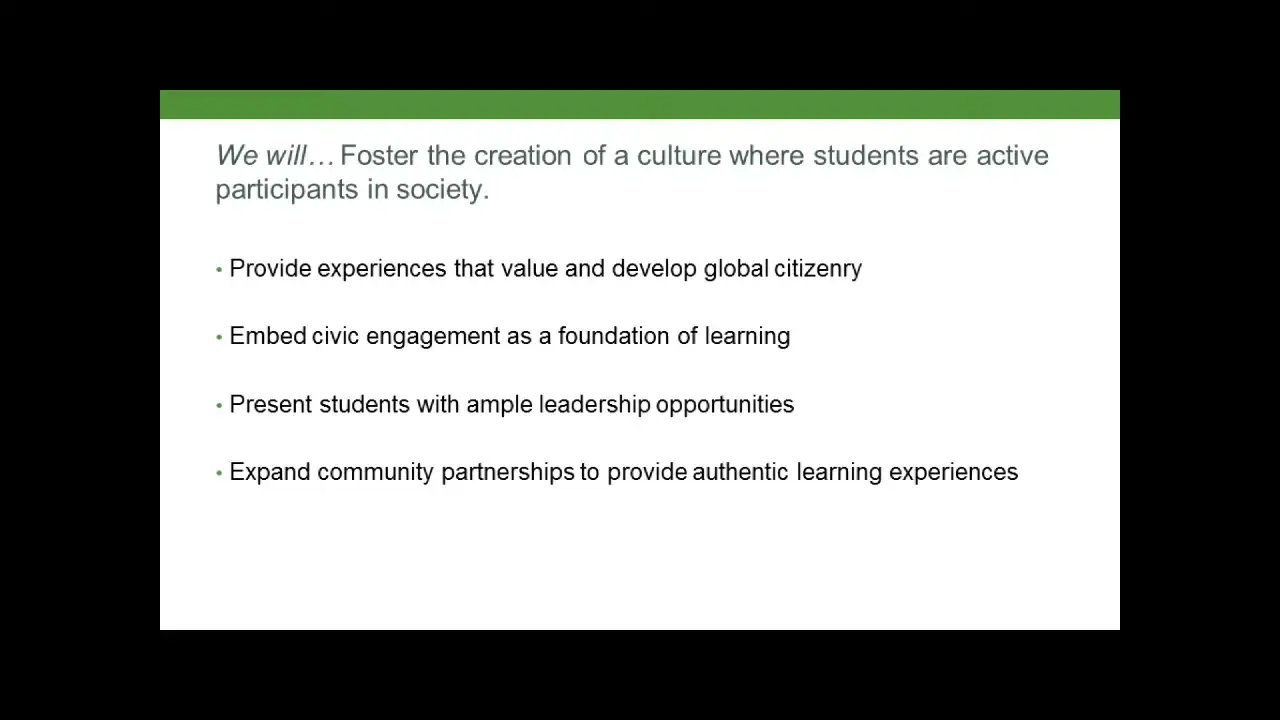 We will… Foster the creation of a culture where students are active
participants in society.
• Provide experiences that value and develop global citizenry
• Embed civic engagement as a foundation of learning
• Present students with ample leadership opportunities
• Expand community partnerships to provide authentic learning experiences